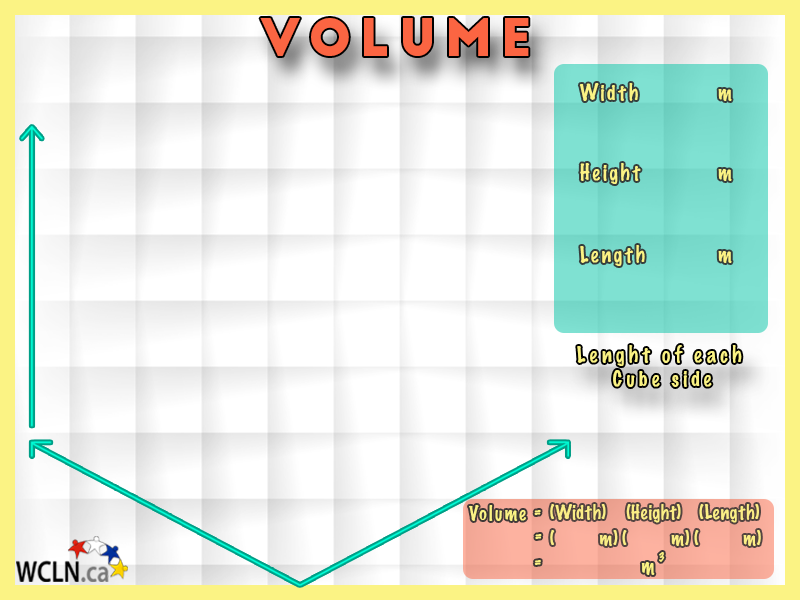 VOLUME
Width m
Height m
Length m
Lenght of each
Cube side
Volume = (Width) (Height) (Length)
= ( m) ( m) ( m)
= m³
WCLN.ca